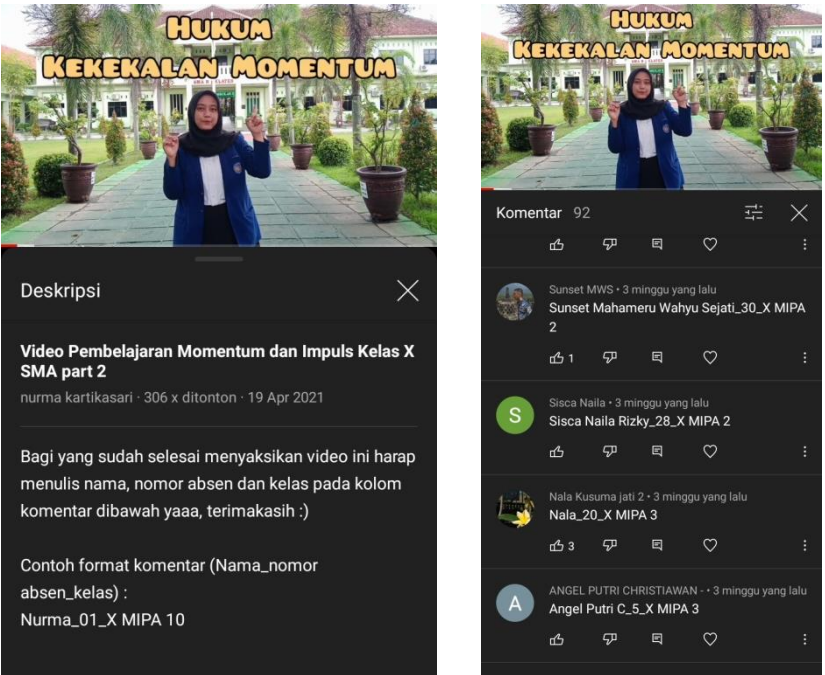 HUKUM
KEKEKALAN MOMENTUM
Deskripsi
Video Pembelajaran Momentum dan Impuls Kelas X
SMA part 2
nurma kartikasari · 306 x ditonton · 19 Apr 2021
Bagi yang sudah selesai menyaksikan video ini harap
menulis nama, nomor absen dan kelas pada kolom
komentar dibawah yaaa, terimakasih :)
Contoh format komentar (Nama_nomor
absen_kelas) :
Nurma_01_X MIPA 10
HUKUM
KEKEKALAN MOMENTUM
Komentar 92
Sunset MWS • 3 minggu yang lalu
Sunset Mahameru Wahyu Sejati_30_X MIPA
2
1
S
Sisca Naila • 3 minggu yang lalu
Sisca Naila Rizky_28_X MIPA 2
Nala Kusuma jati 2 • 3 minggu yang lalu
Nala_20_X MIPA 3
3
A
ANGEL PUTRI CHRISTIAWAN - • 3 minggu yang lalu
Angel Putri C_5_X MIPA 3